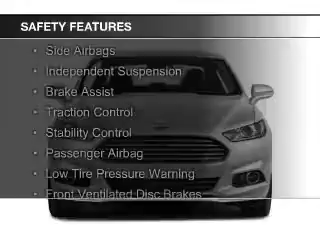 SAFETY FEATURES
• Side Airbags
• Independent Suspension
• Brake Assist
• Traction Control
• Stability Control
• Passenger Airbag
• Low Tire Pressure Warning
• Front Ventilated Disc Brakes